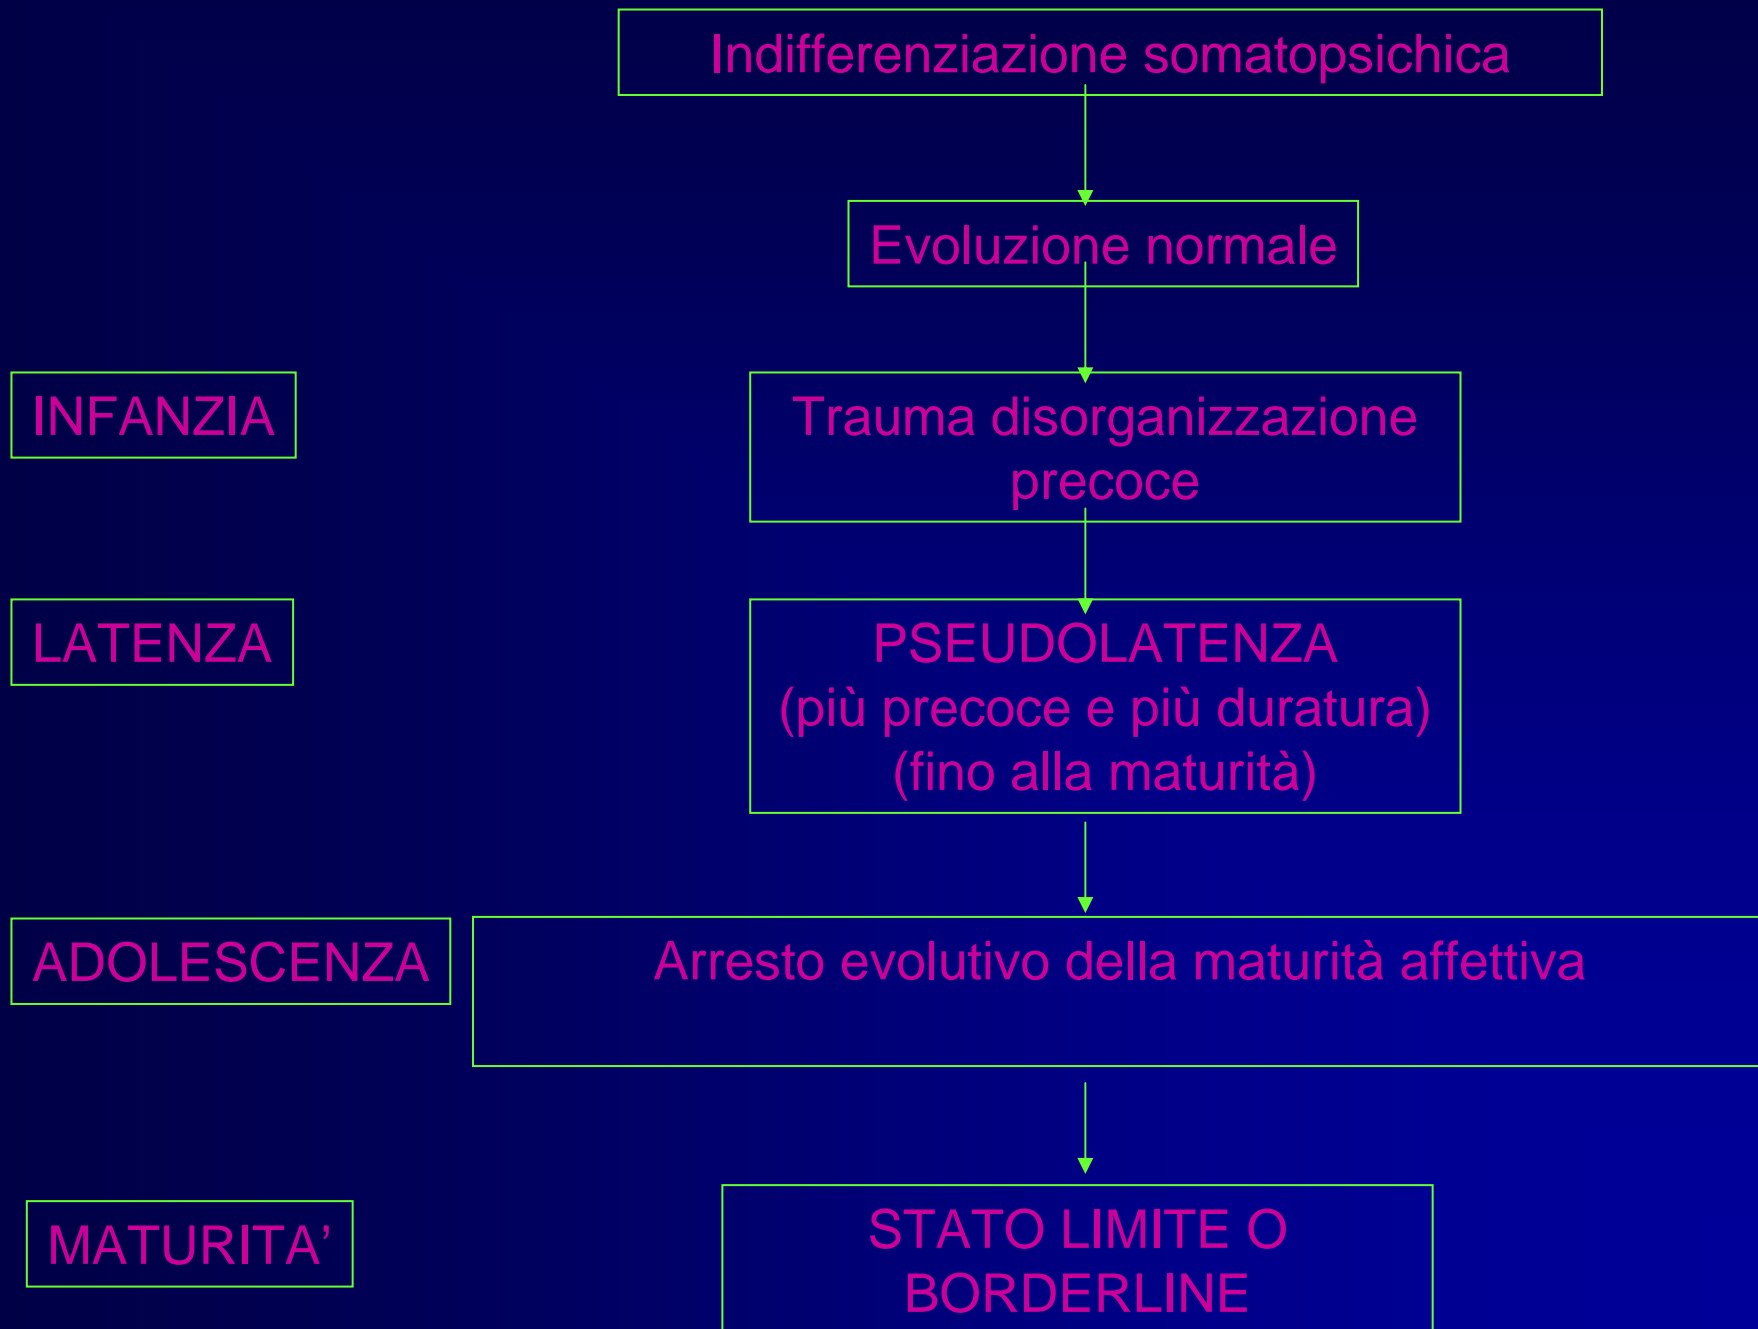 Indifferenziazione somatopsichica
Evoluzione normale
INFANZIA
Trauma disorganizzazione
precoce
LATENZA
PSEUDOLATENZA
(più precoce e più duratura)
(fino alla maturità)
ADOLESCENZA
Arresto evolutivo della maturità affettiva
MATURITA’
STATO LIMITE O
BORDERLINE